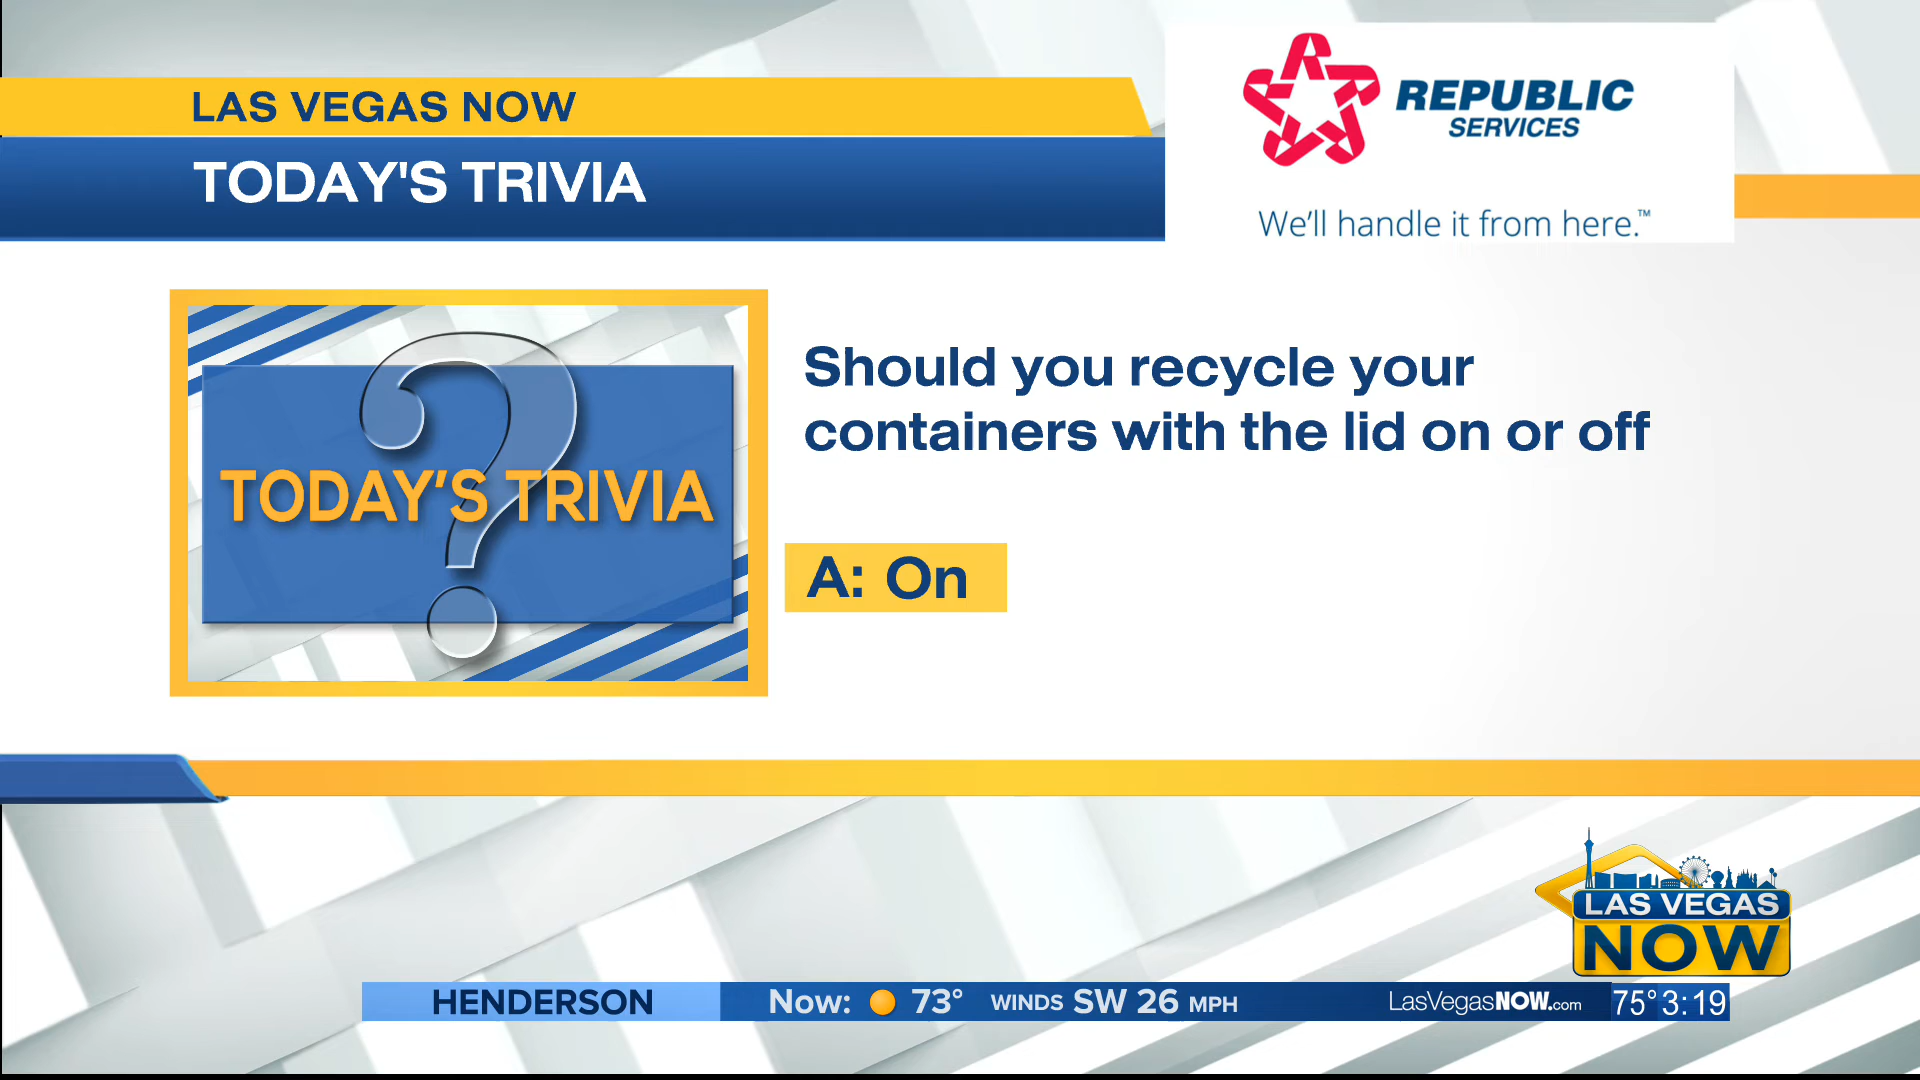 LAS VEGAS NOW
TODAY'S TRIVIA
REPUBLIC
SERVICES
We'll handle it from here.™
TODAY'S TRIVIA
Should you recycle your
containers with the lid on or off
A: On
LAS VEGAS
NOW
HENDERSON Now: 73° WINDS SW 26 MPH LasVegasNOW.com 75° 3:19